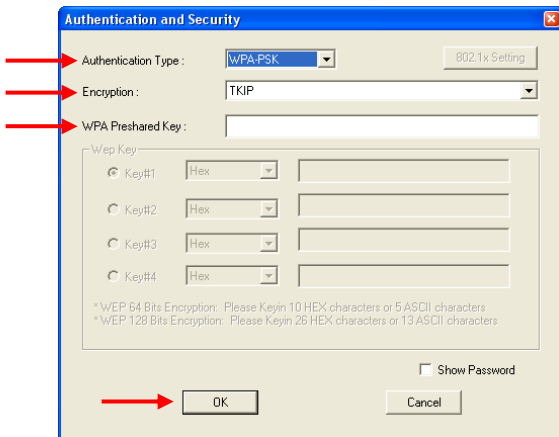 Authentication and Security
Authentication Type : WPA-PSK 802.1x Setting
Encryption : TKIP
WPA Preshared Key :
Wep Key
Key#1 Hex
Key#2 Hex
Key#3 Hex
Key#4 Hex
* WEP 64 Bits Encryption: Please Keyin 10 HEX characters or 5 ASCII characters
* WEP 128 Bits Encryption: Please Keyin 26 HEX characters or 13 ASCII characters
Show Password
OK Cancel